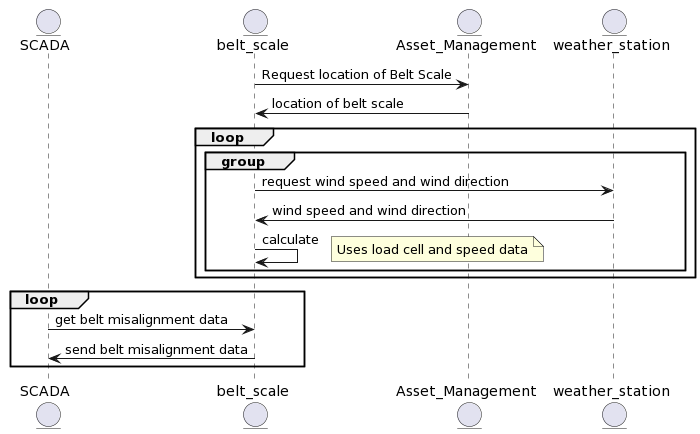 SCADA belt_scale Asset_Management weather_station
Request location of Belt Scale
location of belt scale
loop
group
request wind speed and wind direction
wind speed and wind direction
calculate
Uses load cell and speed data
loop
get belt misalignment data
send belt misalignment data
SCADA belt_scale Asset_Management weather_station